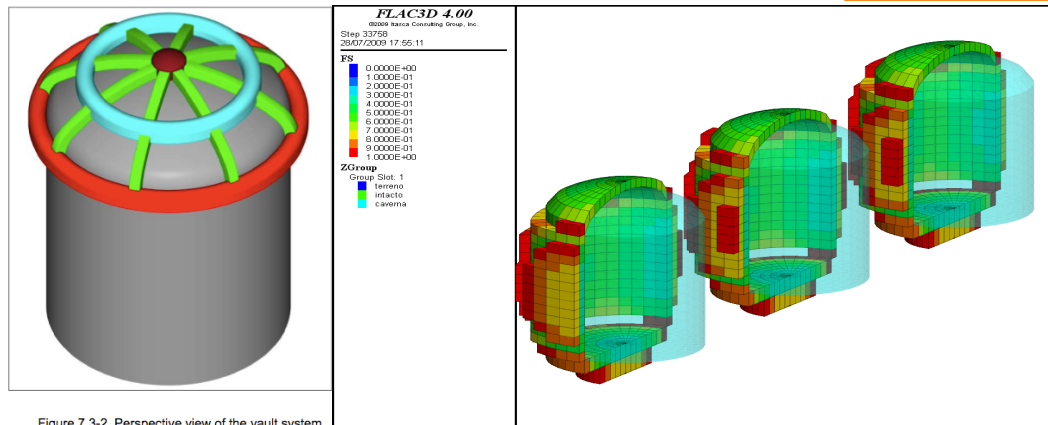 Figure 7.3-2 Perspective view of the vault system
FLAC3D 4.00
©2009 Itasca Consulting Group, Inc.
Step 33758
28/07/2009 17:55:11
FS
0.0000E+00
1.0000E-01
2.0000E-01
3.0000E-01
4.0000E-01
5.0000E-01
6.0000E-01
7.0000E-01
8.0000E-01
9.0000E-01
1.0000E+00
ZGroup
Group Slot: 1
terreno
intacto
caverna